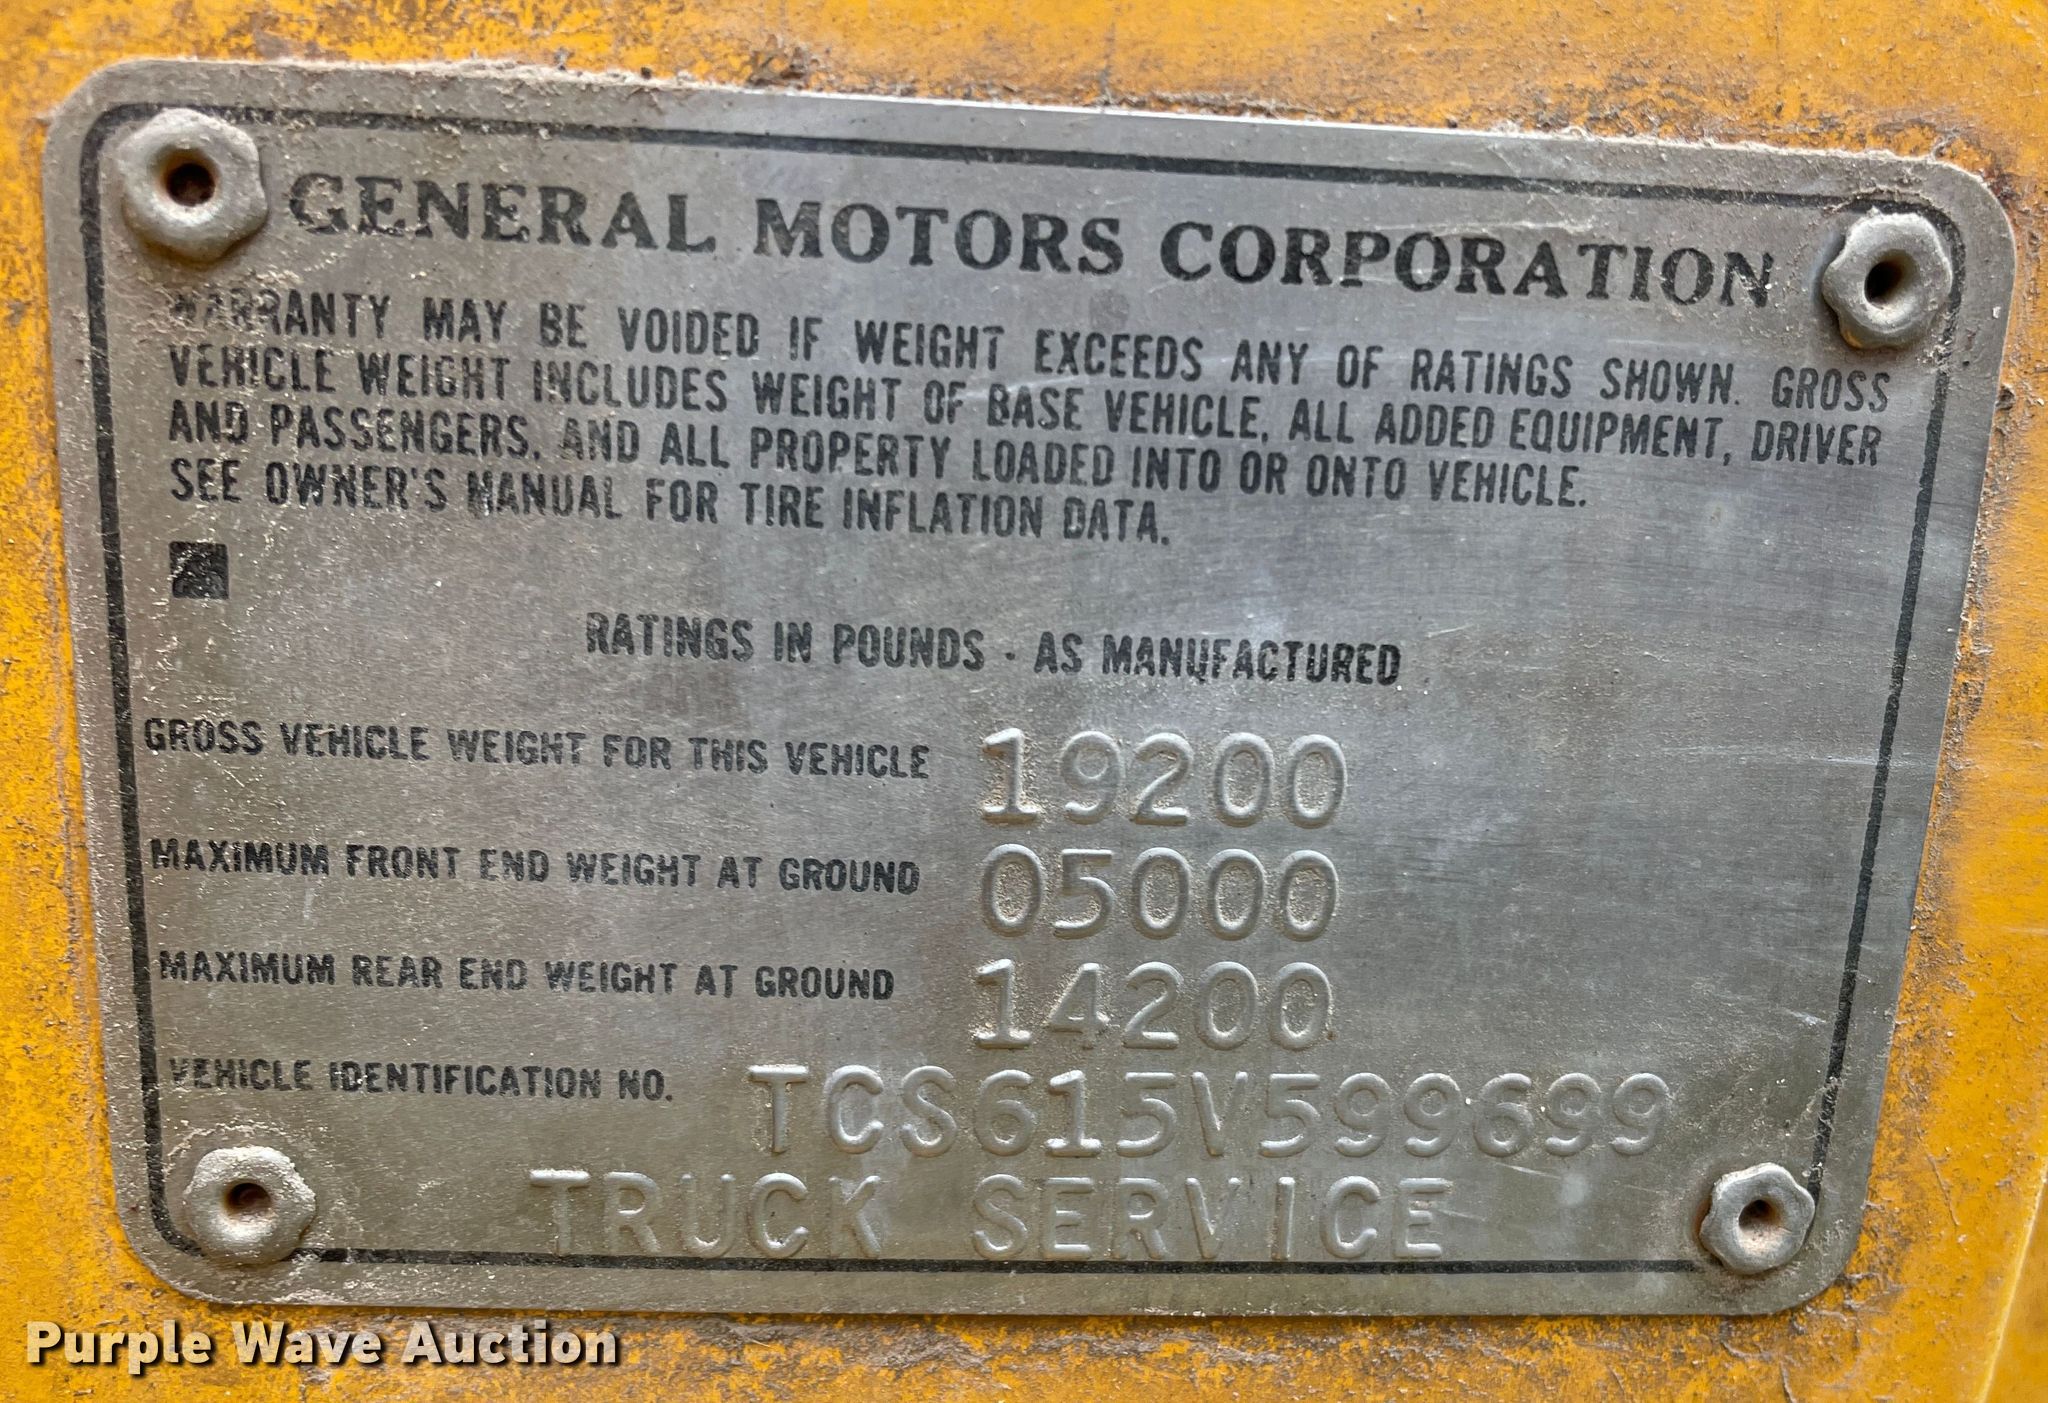 GENERAL MOTORS CORPORATION
WARRANTY MAY BE VOIDED IF WEIGHT EXCEEDS ANY OF RATINGS SHOWN. GROSS
VEHICLE WEIGHT INCLUDES WEIGHT OF BASE VEHICLE, ALL ADDED EQUIPMENT, DRIVER
AND PASSENGERS, AND ALL PROPERTY LOADED INTO OR ONTO VEHICLE.
SEE OWNER'S MANUAL FOR TIRE INFLATION DATA.
RATINGS IN POUNDS - AS MANUFACTURED
GROSS VEHICLE WEIGHT FOR THIS VEHICLE 19200
MAXIMUM FRONT END WEIGHT AT GROUND 05000
MAXIMUM REAR END WEIGHT AT GROUND 14200
VEHICLE IDENTIFICATION NO. TCS615V599699
TRUCK SERVICE
Purple Wave Auction